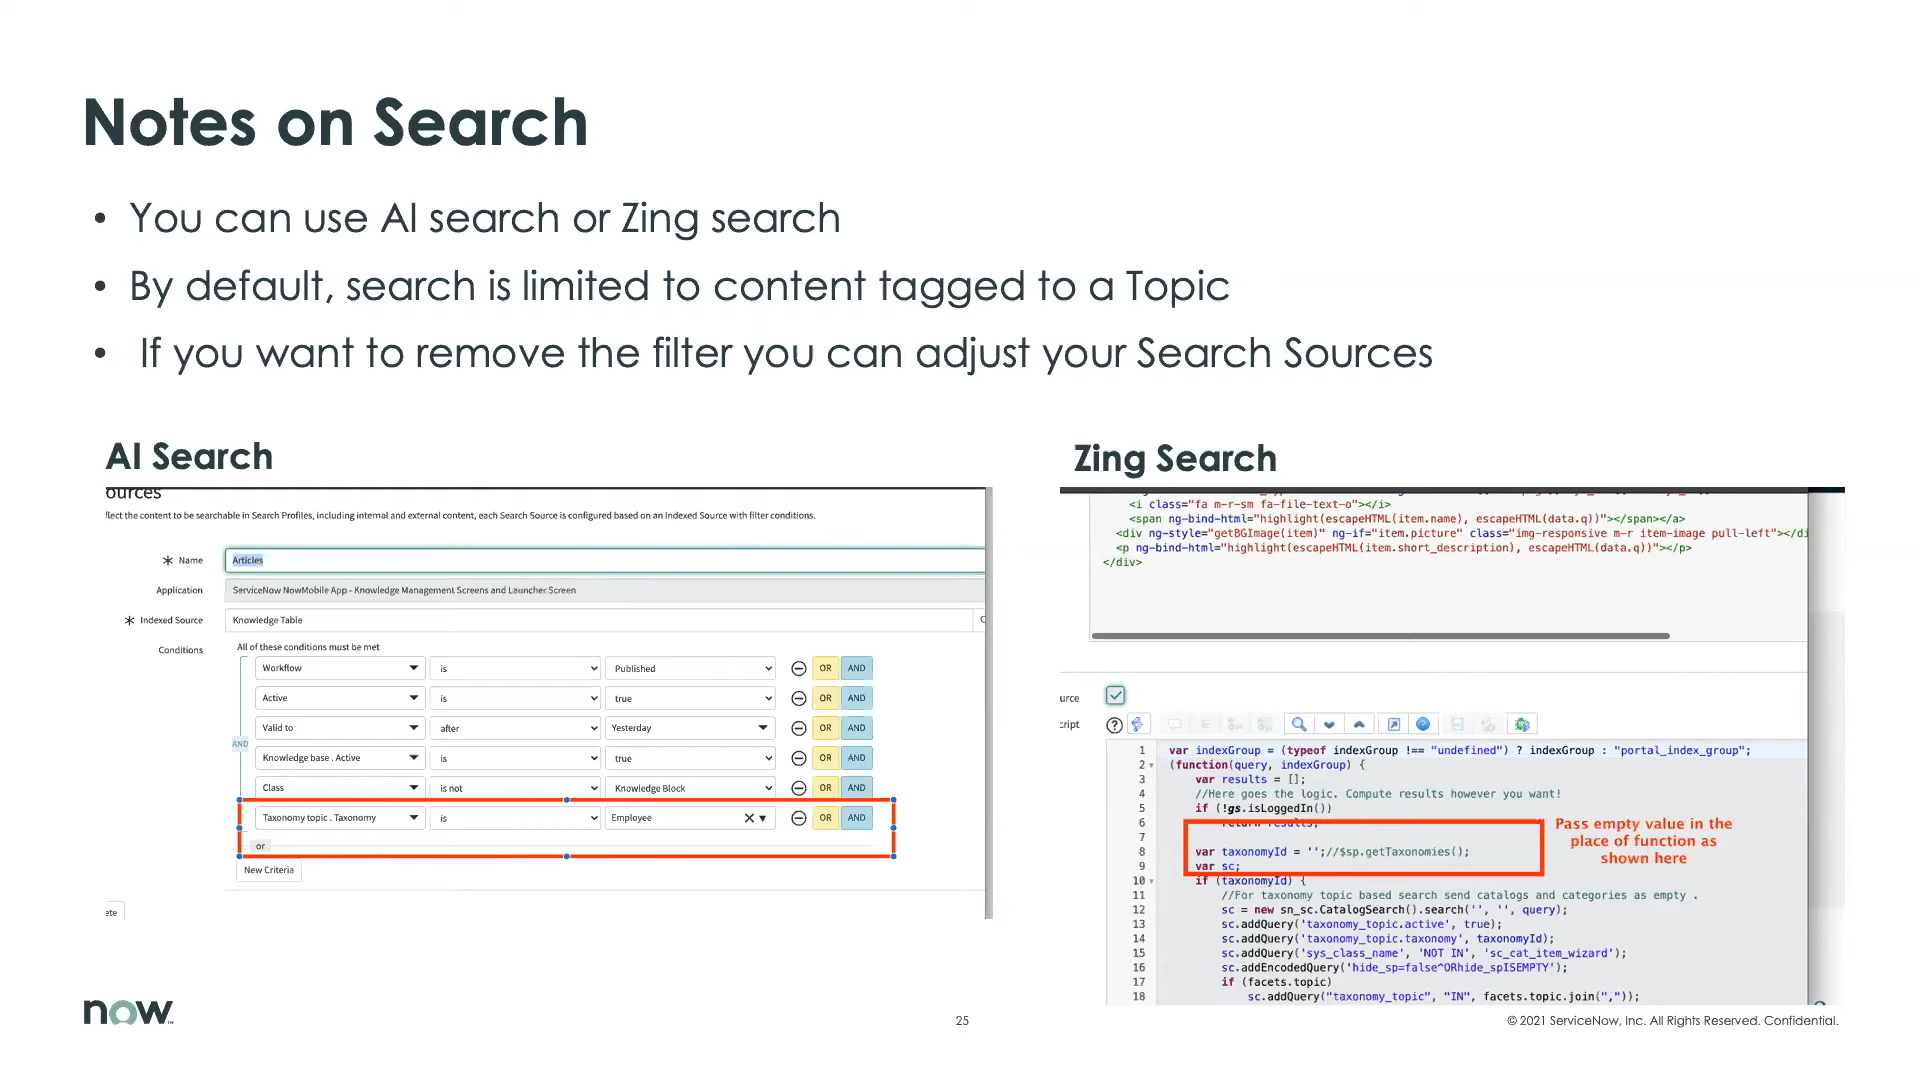 Notes on Search
• You can use AI search or Zing search
• By default, search is limited to content tagged to a Topic
• If you want to remove the filter you can adjust your Search Sources
AI Search
ources
flect the content to be searchable in Search Profiles, including internal and external content, each Search Source is configured based on an Indexed Source with filter conditions.
Name Articles
Application ServiceNow NowMobile App - Knowledge Management Screens and Launcher Screen
Indexed Source Knowledge Table
Conditions All of these conditions must be met
Workflow is Published OR AND
Active is true OR AND
Valid to after Yesterday OR AND
AND
Knowledge base . Active is true OR AND
Class is not Knowledge Block OR AND
Taxonomy topic . Taxonomy is Employee OR AND
or
New Criteria
ete
Zing Search
<i class="fa m-r-sm fa-file-text-o"></i>
<span ng-bind-html="highlight(escapeHTML(item.name), escapeHTML(data.q))"></span></a>
<div ng-style="getBGImage(item)" ng-if="item.picture" class="img-responsive m-r item-image pull-left"></di
<p ng-bind-html="highlight(escapeHTML(item.short_description), escapeHTML(data.q))"></p>
</div>
urce
cript
1 var indexGroup = (typeof indexGroup !== "undefined") ? indexGroup : "portal_index_group";
2 (function(query, indexGroup) {
3 var results = [];
4 //Here goes the logic. Compute results however you want!
5 if (!gs.isLoggedIn())
6 return results;
7
8 var taxonomyId = '';//$sp.getTaxonomies();
9 var sc;
10 if (taxonomyId) {
11 //For taxonomy topic based search send catalogs and categories as empty .
12 sc = new sn_sc.CatalogSearch().search('', '', query);
13 sc.addQuery('taxonomy_topic.active', true);
14 sc.addQuery('taxonomy_topic.taxonomy', taxonomyId);
15 sc.addQuery('sys_class_name', 'NOT IN', 'sc_cat_item_wizard');
16 sc.addEncodedQuery('hide_sp=false^ORhide_spISEMPTY');
17 if (facets.topic)
18 sc.addQuery("taxonomy_topic", "IN", facets.topic.join(","));
Pass empty value in the
place of function as
shown here
now
25
© 2021 ServiceNow, Inc. All Rights Reserved. Confidential.